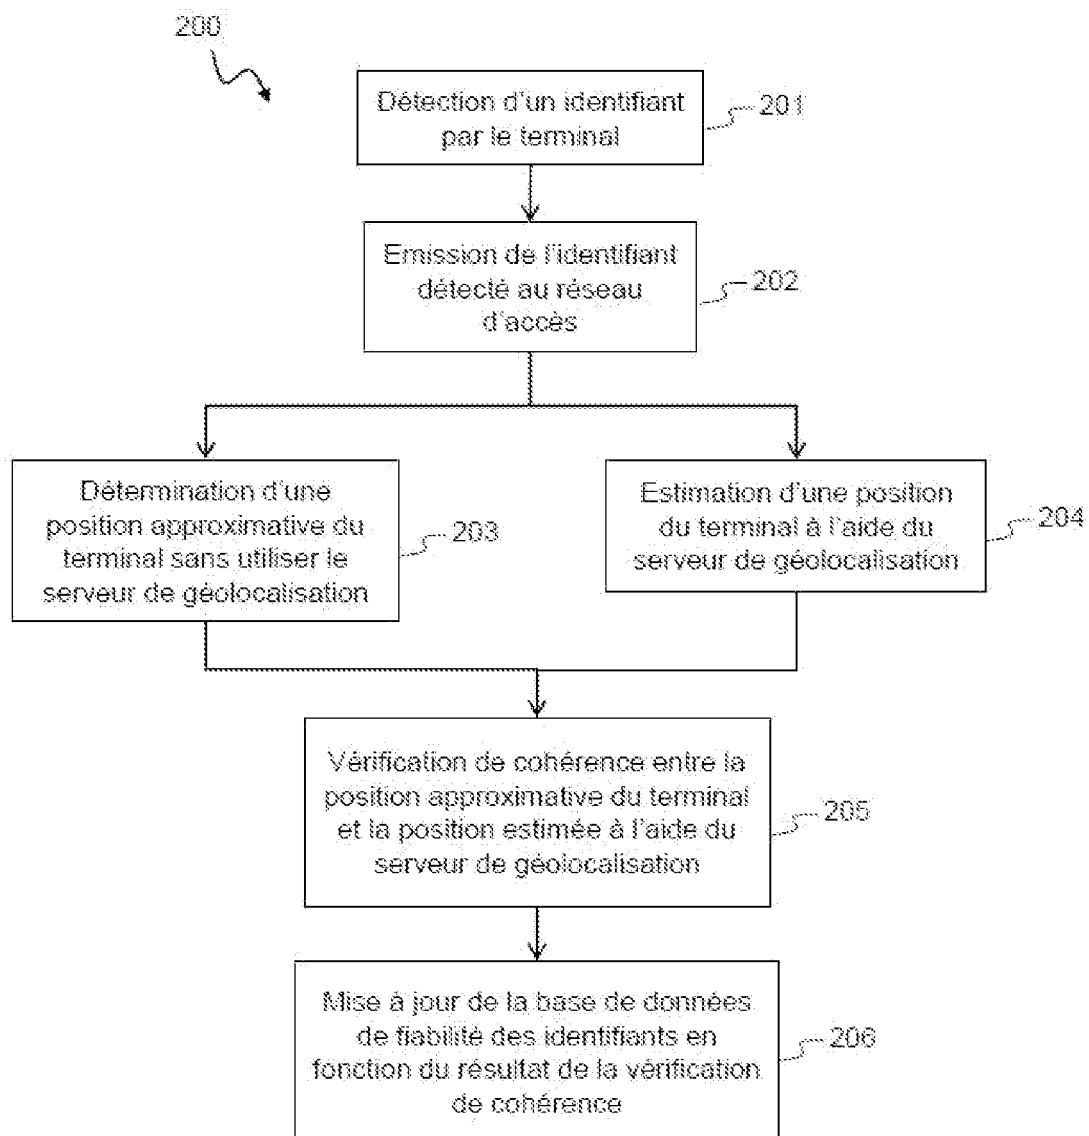 200
Détection d'un identifiant
par le terminal
201
Emission de l'identifiant
détecté au réseau
d'accès
202
Détermination d'une
position approximative du
terminal sans utiliser le
serveur de géolocalisation
203
Estimation d'une position
du terminal à l'aide du
serveur de géolocalisation
204
Vérification de cohérence entre la
position approximative du terminal
et la position estimée à l'aide du
serveur de géolocalisation
205
Mise à jour de la base de données
de fiabilité des identifiants en
fonction du résultat de la vérification
de cohérence
206